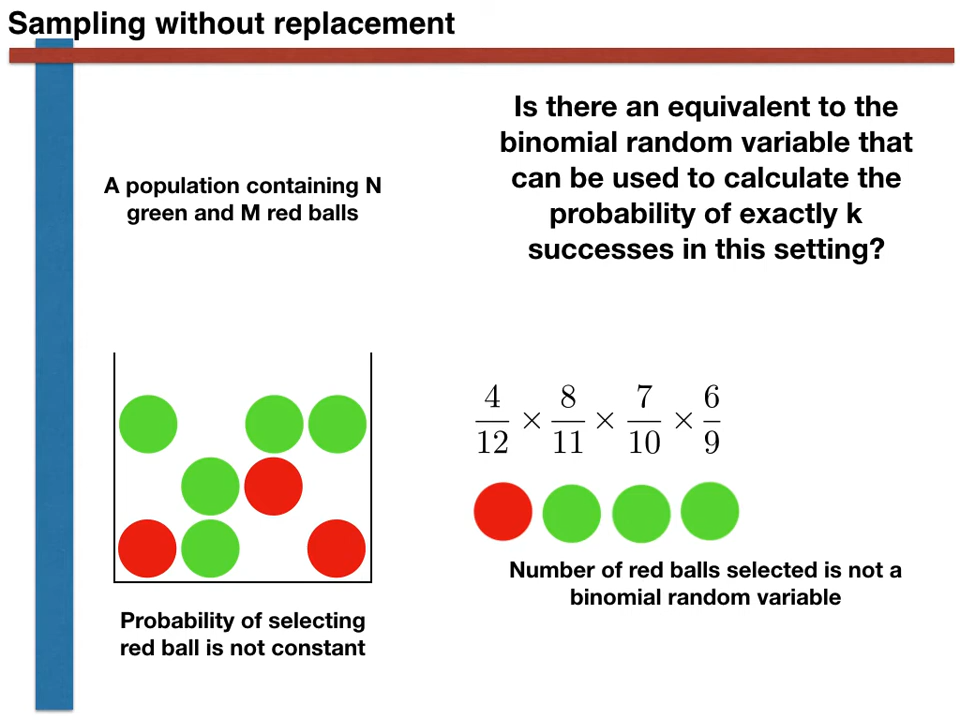 Sampling without replacement
A population containing N
green and M red balls
Is there an equivalent to the
binomial random variable that
can be used to calculate the
probability of exactly k
successes in this setting?
4/12 × 8/11 × 7/10 × 6/9
Number of red balls selected is not a
binomial random variable
Probability of selecting
red ball is not constant